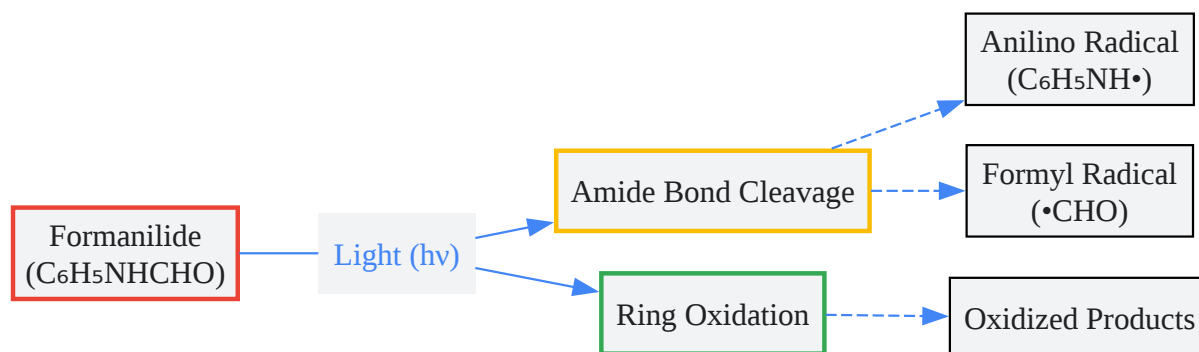 Formanilide
(C₆H₅NHCHO)
Light (hν)
Amide Bond Cleavage
Ring Oxidation
Anilino Radical
(C₆H₅NH•)
Formyl Radical
(•CHO)
Oxidized Products